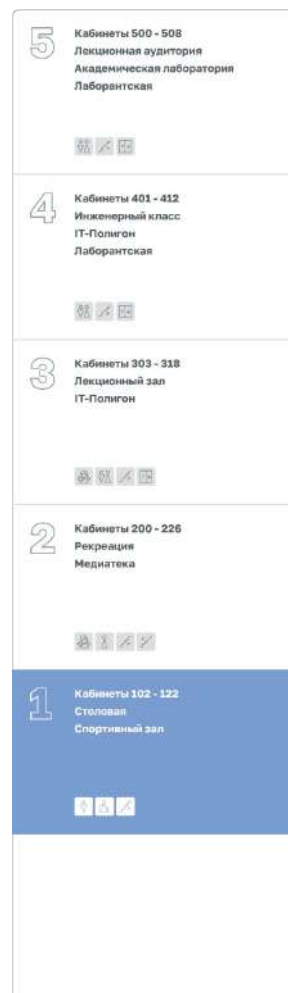 5
Кабинеты 500 - 508
Лекционная аудитория
Академическая лаборатория
Лаборантская
4
Кабинеты 401 - 412
Инженерный класс
IT-Полигон
Лаборантская
3
Кабинеты 303 - 318
Лекционный зал
IT-Полигон
2
Кабинеты 200 - 226
Рекреация
Медиатека
1
Кабинеты 102 - 122
Столовая
Спортивный зал